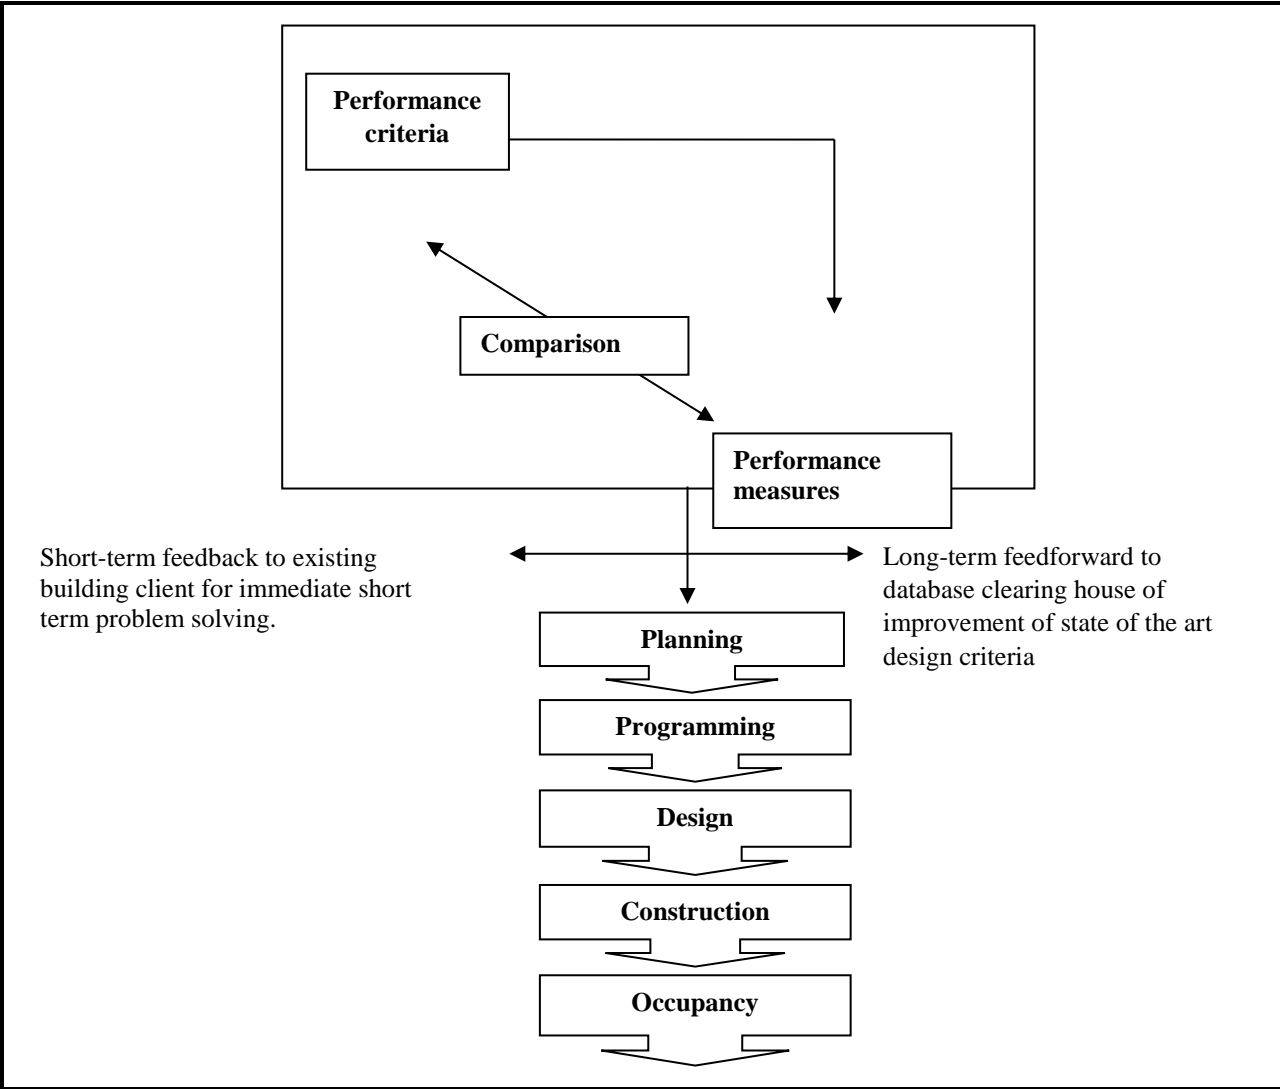 Performance
criteria
Comparison
Performance
measures
Short-term feedback to existing
building client for immediate short
term problem solving.
Long-term feedforward to
database clearing house of
improvement of state of the art
design criteria
Planning
Programming
Design
Construction
Occupancy